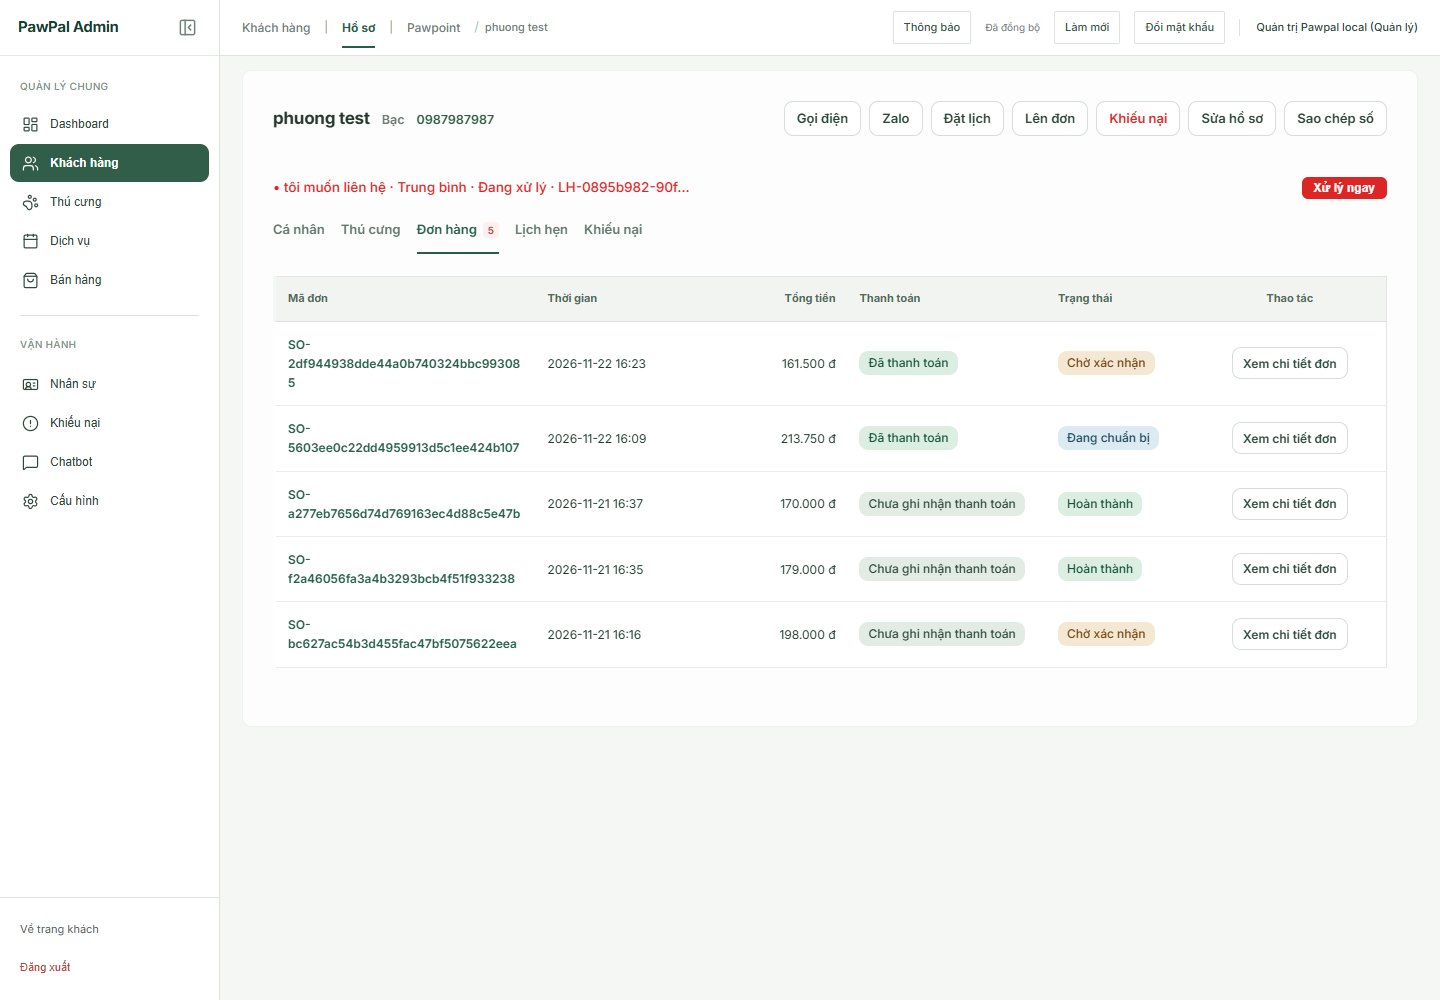 PawPal Admin
Khách hàng | Hồ sơ | Pawpoint / phuong test
Thông báo Đã đồng bộ Làm mới Đổi mật khẩu Quản trị Pawpal local (Quản lý)
QUẢN LÝ CHUNG
Dashboard
Khách hàng
Thú cưng
Dịch vụ
Bán hàng
VẬN HÀNH
Nhân sự
Khiếu nại
Chatbot
Cấu hình
Về trang khách
Đăng xuất
phuong test Bạc 0987987987
Gọi điện Zalo Đặt lịch Lên đơn Khiếu nại Sửa hồ sơ Sao chép số
• tôi muốn liên hệ · Trung bình · Đang xử lý · LH-0895b982-90f...
Xử lý ngay
Cá nhân Thú cưng Đơn hàng 5 Lịch hẹn Khiếu nại
Mã đơn Thời gian Tổng tiền Thanh toán Trạng thái Thao tác
SO-
2df944938dde44a0b740324bbc99308
5
2026-11-22 16:23 161.500 đ Đã thanh toán Chờ xác nhận Xem chi tiết đơn
SO-
5603ee0c22dd4959913d5c1ee424b107
2026-11-22 16:09 213.750 đ Đã thanh toán Đang chuẩn bị Xem chi tiết đơn
SO-
a277eb7656d74d769163ec4d88c5e47b
2026-11-21 16:37 170.000 đ Chưa ghi nhận thanh toán Hoàn thành Xem chi tiết đơn
SO-
f2a46056fa3a4b3293bcb4f51f933238
2026-11-21 16:35 179.000 đ Chưa ghi nhận thanh toán Hoàn thành Xem chi tiết đơn
SO-
bc627ac54b3d455fac47bf5075622eea
2026-11-21 16:16 198.000 đ Chưa ghi nhận thanh toán Chờ xác nhận Xem chi tiết đơn